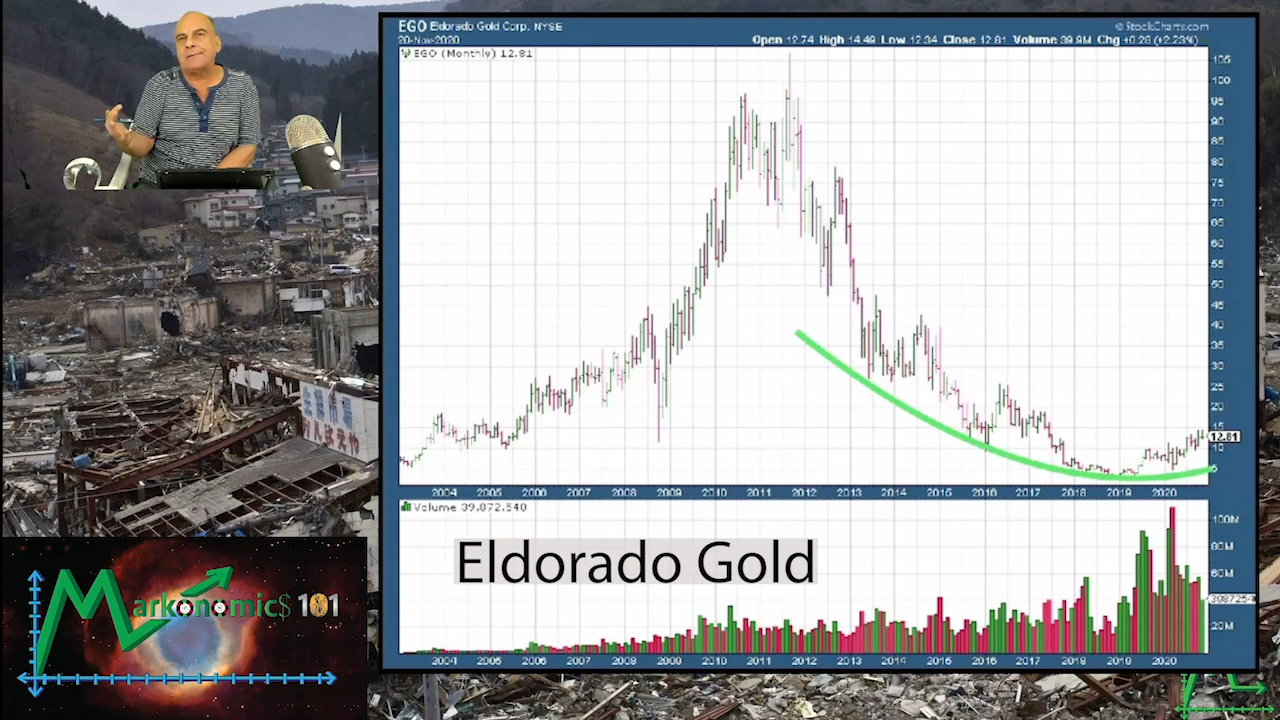 EGO Eldorado Gold Corp. NYSE
© StockCharts.com
20-Nov-2020
Open 12.74 High 14.49 Low 12.34 Close 12.81 Volume 39.9M Chg +0.28 (+2.23%)
EGO (Monthly) 12.81
105
100
95
90
85
80
75
70
65
60
55
50
45
40
35
30
25
20
15
12.81
10
5
2004 2005 2006 2007 2008 2009 2010 2011 2012 2013 2014 2015 2016 2017 2018 2019 2020
Volume 39,872,540
100M
80M
60M
3987254
20M
Eldorado Gold
2004 2005 2006 2007 2008 2009 2010 2011 2012 2013 2014 2015 2016 2017 2018 2019 2020
Markonomic$ 101